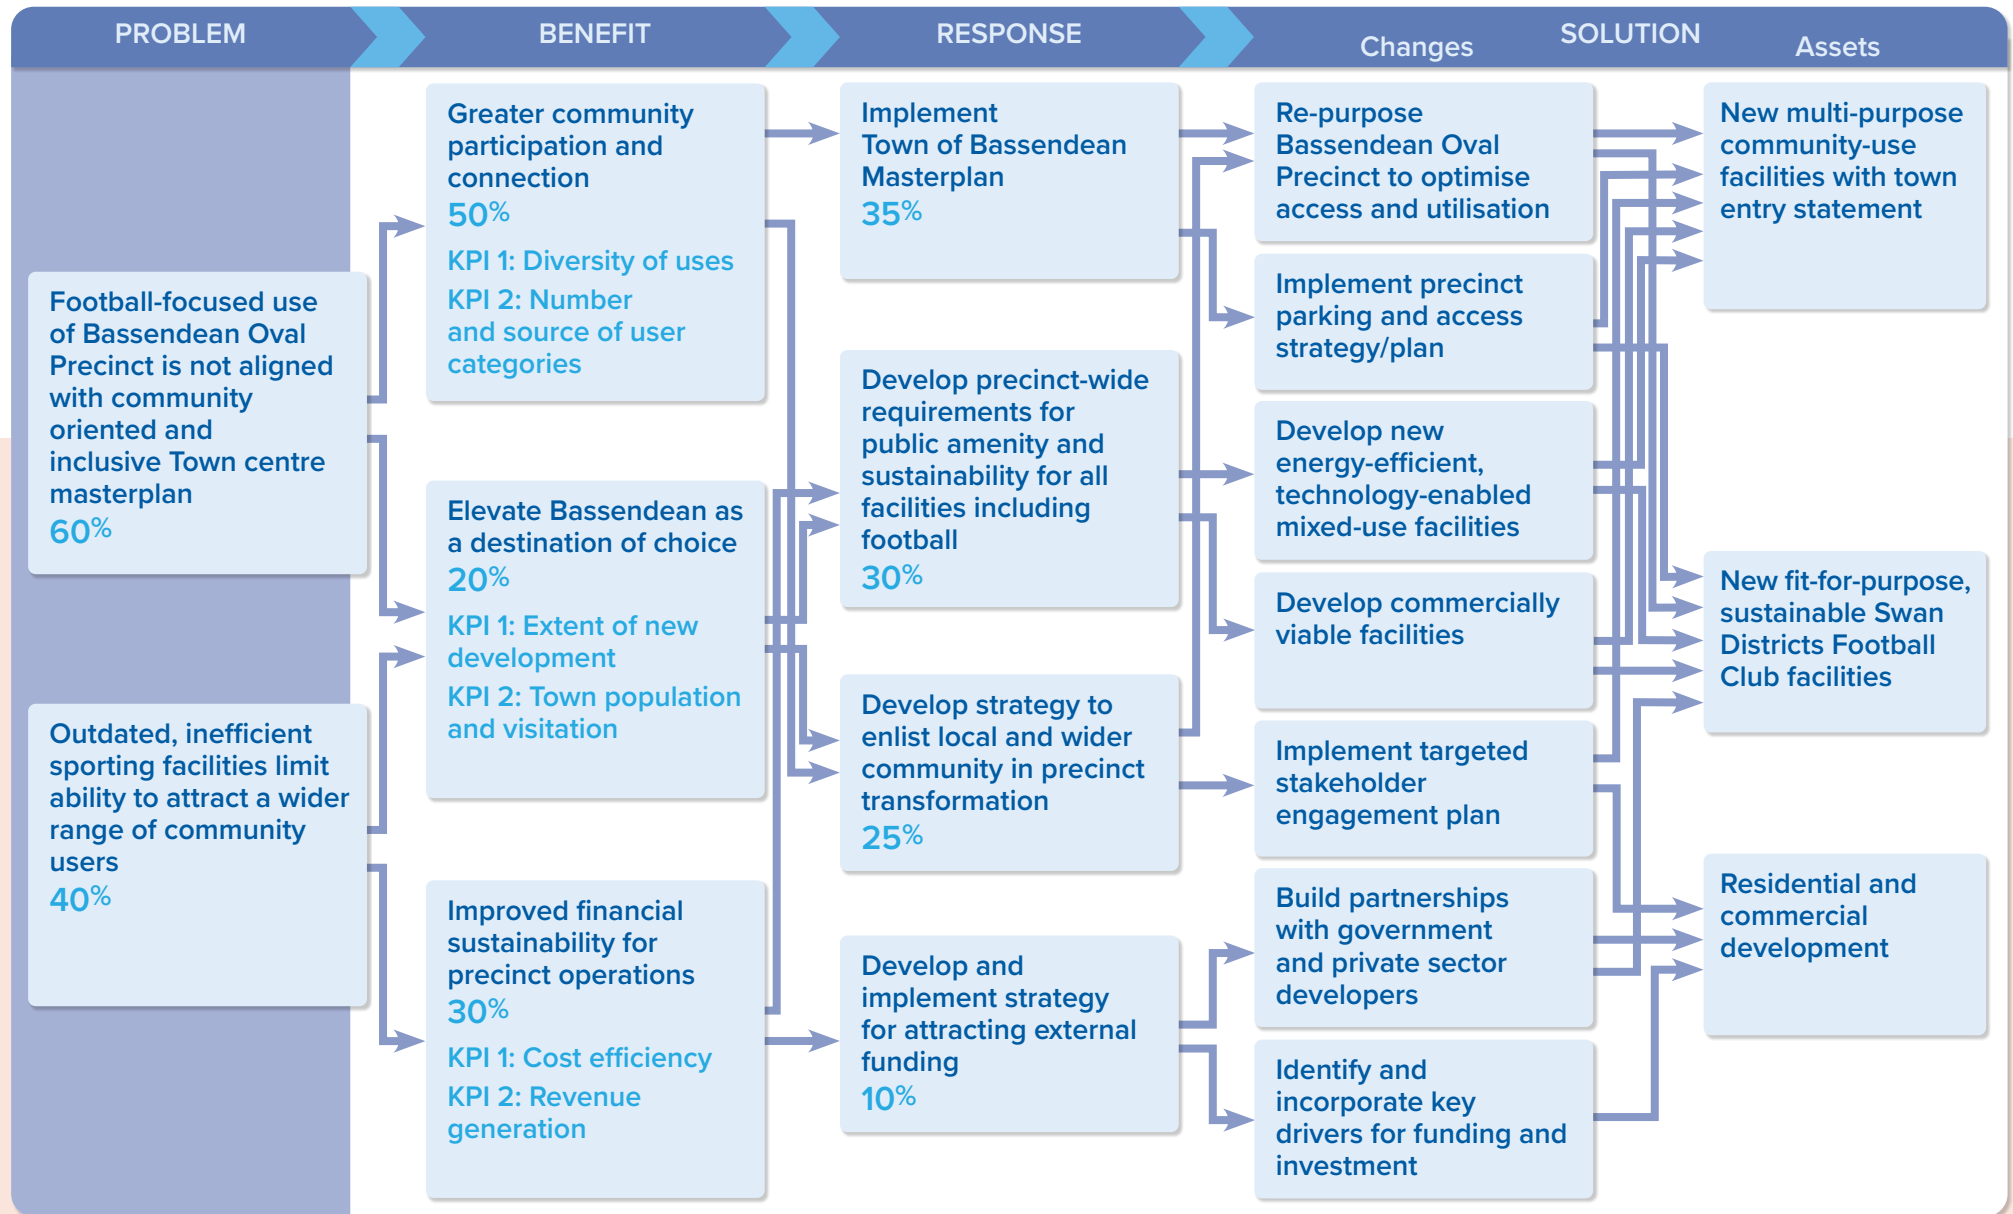 PROBLEM
BENEFIT
RESPONSE
SOLUTION
Changes
Assets
Football-focused use
of Bassendean Oval
Precinct is not aligned
with community
oriented and
inclusive Town centre
masterplan
60%
Outdated, inefficient
sporting facilities limit
ability to attract a wider
range of community
users
40%
Greater community
participation and
connection
50%
KPI 1: Diversity of uses
KPI 2: Number
and source of user
categories
Elevate Bassendean as
a destination of choice
20%
KPI 1: Extent of new
development
KPI 2: Town population
and visitation
Improved financial
sustainability for
precinct operations
30%
KPI 1: Cost efficiency
KPI 2: Revenue
generation
Implement
Town of Bassendean
Masterplan
35%
Develop precinct-wide
requirements for
public amenity and
sustainability for all
facilities including
football
30%
Develop strategy to
enlist local and wider
community in precinct
transformation
25%
Develop and
implement strategy
for attracting external
funding
10%
Re-purpose
Bassendean Oval
Precinct to optimise
access and utilisation
Implement precinct
parking and access
strategy/plan
Develop new
energy-efficient,
technology-enabled
mixed-use facilities
Develop commercially
viable facilities
Implement targeted
stakeholder
engagement plan
Build partnerships
with government
and private sector
developers
Identify and
incorporate key
drivers for funding and
investment
New multi-purpose
community-use
facilities with town
entry statement
New fit-for-purpose,
sustainable Swan
Districts Football
Club facilities
Residential and
commercial
development